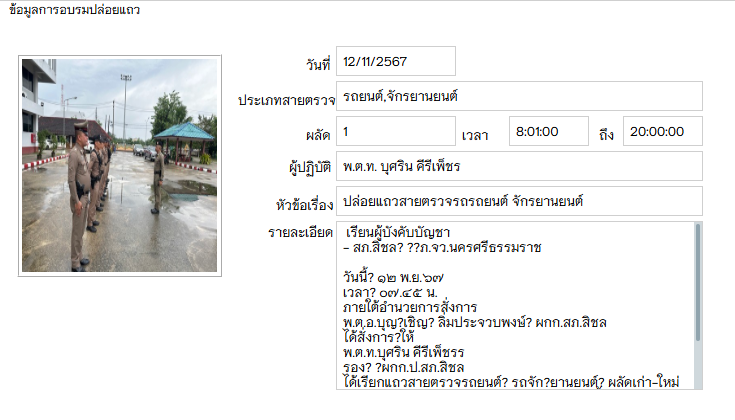 ข้อมูลการอบรมปล่อยแถว
วันที่ 12/11/2567
ประเภทสายตรวจ รถยนต์,จักรยานยนต์
ผลัด 1 เวลา 8:01:00 ถึง 20:00:00
ผู้ปฏิบัติ พ.ต.ท. บุศริน คีรีเพ็ชร
หัวข้อเรื่อง ปล่อยแถวสายตรวจรถรถยนต์ จักรยานยนต์
รายละเอียด เรียนผู้บังคับบัญชา
- สภ.สิชล? ??ภ.จว.นครศรีธรรมราช
วันนี้? ๑๒ พ.ย.๖๗
เวลา? ๐๗.๔๕ น.
ภายใต้อำนวยการสั่งการ
พ.ต.อ.บุญ?เชิญ? ลิ่มประจวบพงษ์? ผกก.สภ.สิชล
ได้สั่งการ?ให้
พ.ต.ท.บุศริน คีรีเพ็ชรร
รอง? ?ผกก.ป.สภ.สิชล
ได้เรียกแถวสายตรวจรถยนต์? รถจัก?ยานยนต์? ผลัดเก่า-ใหม่